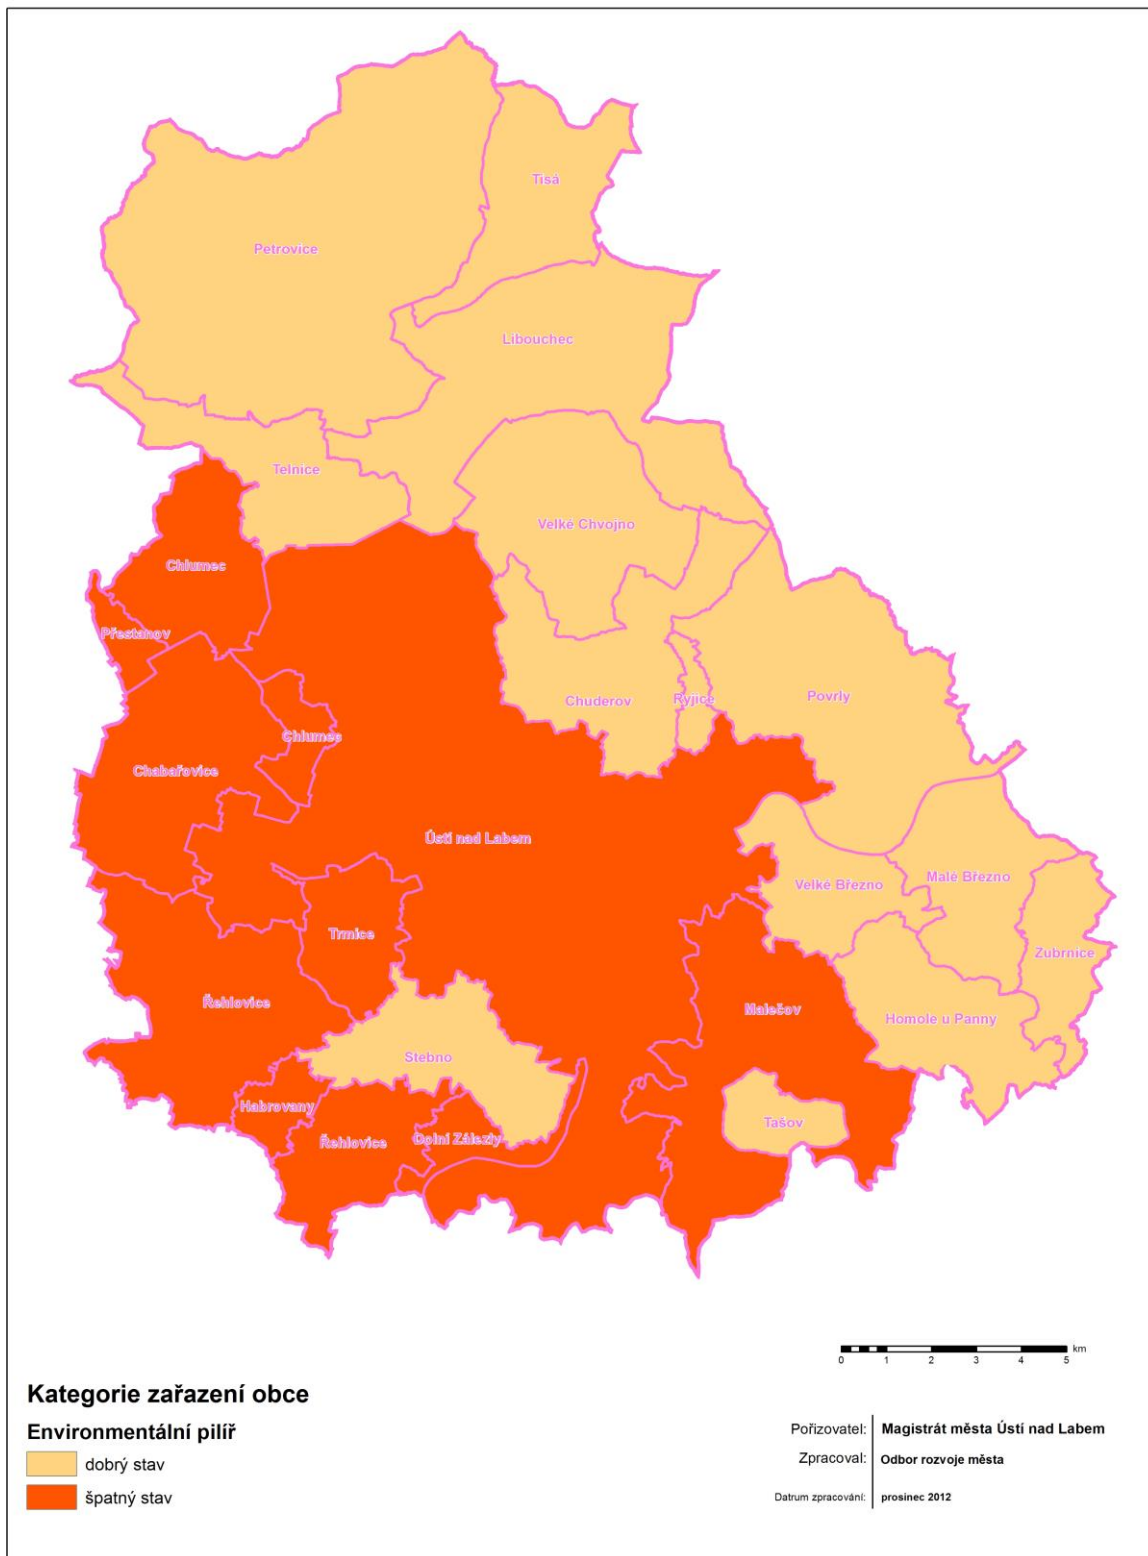 Tisá
Petrovice
Libouchec
Telnice
Velké Chvojno
Chlumec
Přestanov
Chuderov
Ryjice
Povrly
Chlumec
Chabařovice
Ústí nad Labem
Velké Březno
Malé Březno
Trmice
Zubrnice
Řehlovice
Malečov
Homole u Panny
Stebno
Habrovany
Tašov
Řehlovice
Dolní Zálezly
km
0 1 2 3 4 5
Kategorie zařazení obce
Environmentální pilíř
dobrý stav
špatný stav
Pořizovatel: Magistrát města Ústí nad Labem
Zpracoval: Odbor rozvoje města
Datum zpracování: prosinec 2012